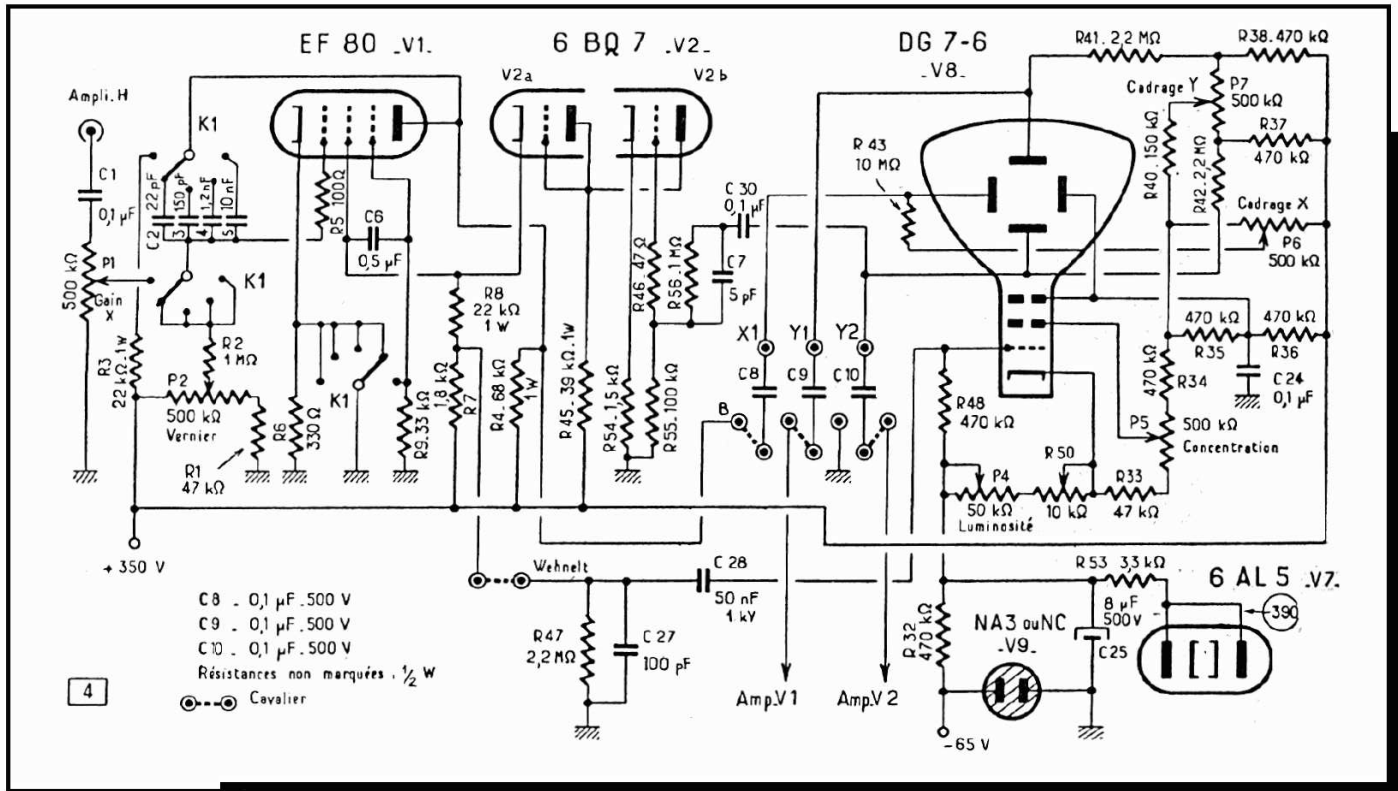 EF 80 _V1_
6 BQ 7 _V2_
DG 7-6
_V8_
V2a
V2b
Ampli. H
K1
C1
0,1 µF
22 pF
150 pF
1,2 nF
10 nF
C2
3
4
5
R5 100Ω
C6
0,5 µF
500 kΩ
P1
Gain
X
K1
R2
1 MΩ
R3
22 kΩ.1W
P2
500 kΩ
Vernier
R1
47 kΩ
R6
330 Ω
K1
R9.33 kΩ
R8
22 kΩ
1 W
1,8 kΩ
R7
R4.68 kΩ
1W
R45.39 kΩ.1W
R46.47 Ω
R56.1 MΩ
C7
5 pF
C 30
0,1 µF
R54.1,5 kΩ
R55.100 kΩ
R 43
10 MΩ
R41.2,2 MΩ
R38.470 kΩ
Cadrage Y
P7
500 kΩ
R37
470 kΩ
R40.150 kΩ
R42.2,2 MΩ
Cadrage X
P6
500 kΩ
X1
Y1
Y2
C8
C9
C10
B
R48
470 kΩ
470 kΩ
R35
470 kΩ
R36
470 kΩ
R34
C 24
0,1 µF
P5
500 kΩ
Concentration
P4
50 kΩ
Luminosité
R 50
10 kΩ
R33
47 kΩ
+ 350 V
Wehnelt
C 28
50 nF
1 kV
R47
2,2 MΩ
C 27
100 pF
Amp.V 1
Amp.V 2
R 32
470 kΩ
-65 V
NA3 ou NC
_V9_
R 53 3,3 kΩ
8 µF
500 V
C25
6 AL 5 _V7_
390
C8 _ 0,1 µF.500 V
C9 _ 0,1 µF.500 V
C10 _ 0,1 µF.500 V
Résistances non marquées . 1/2 W
Cavalier
4